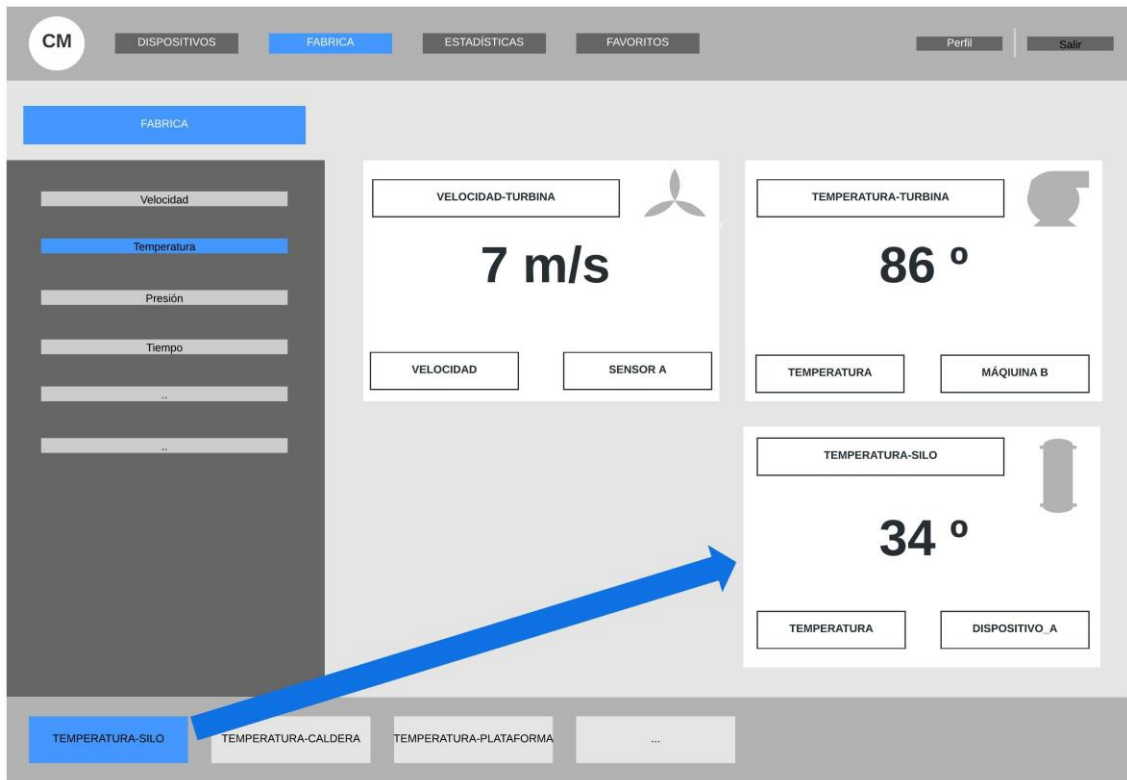 CM
DISPOSITIVOS
FABRICA
ESTADÍSTICAS
FAVORITOS
Perfil
Salir
FABRICA
Velocidad
Temperatura
Presión
Tiempo
..
..
VELOCIDAD-TURBINA
7 m/s
VELOCIDAD
SENSOR A
TEMPERATURA-TURBINA
86 º
TEMPERATURA
MÁQIUINA B
TEMPERATURA-SILO
34 º
TEMPERATURA
DISPOSITIVO_A
TEMPERATURA-SILO
TEMPERATURA-CALDERA
TEMPERATURA-PLATAFORMA
...